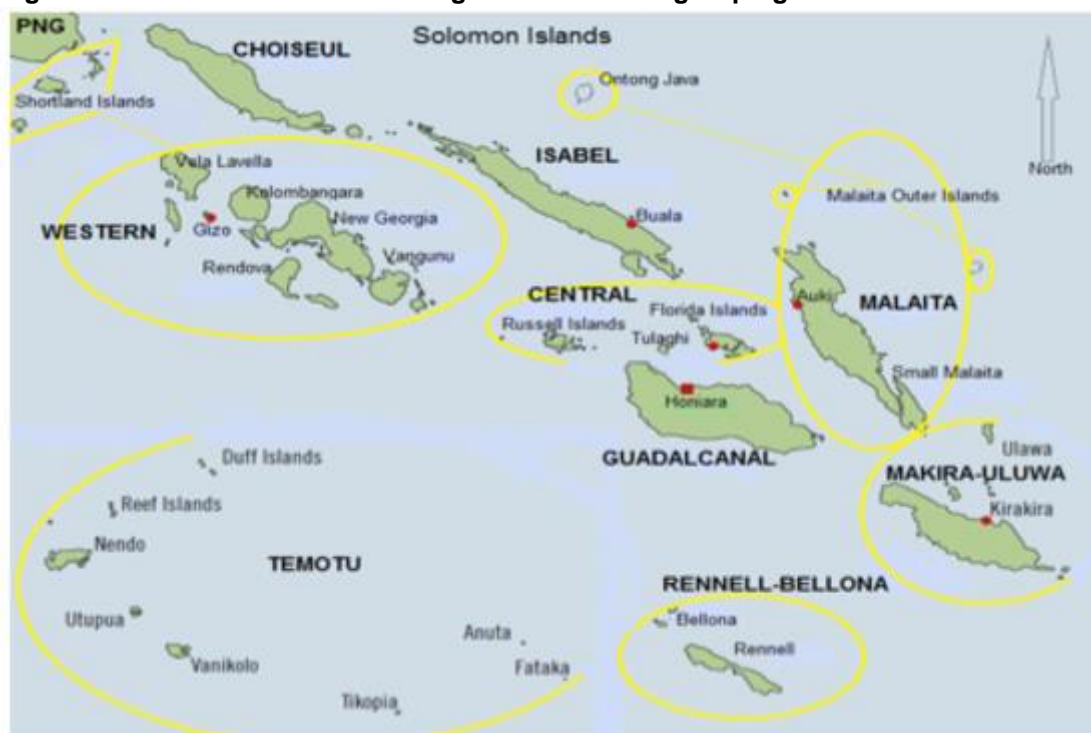 PNG
CHOISEUL
Solomon Islands
Ontong Java
Shortland Islands
ISABEL
North
Vela Lavella
Kolombangara
Malaita Outer Islands
New Georgia
Buala
WESTERN
Gizo
Vangunu
Rendova
CENTRAL
Florida Islands
Auki
MALAITA
Russell Islands
Tulaghi
Small Malaita
Honiara
Ulawa
GUADALCANAL
Duff Islands
MAKIRA-ULUWA
Reef Islands
Kirakira
Nendo
TEMOTU
RENNELL-BELLONA
Utupua
Bellona
Anuta
Rennell
Vanikolo
Fataka
Tikopia